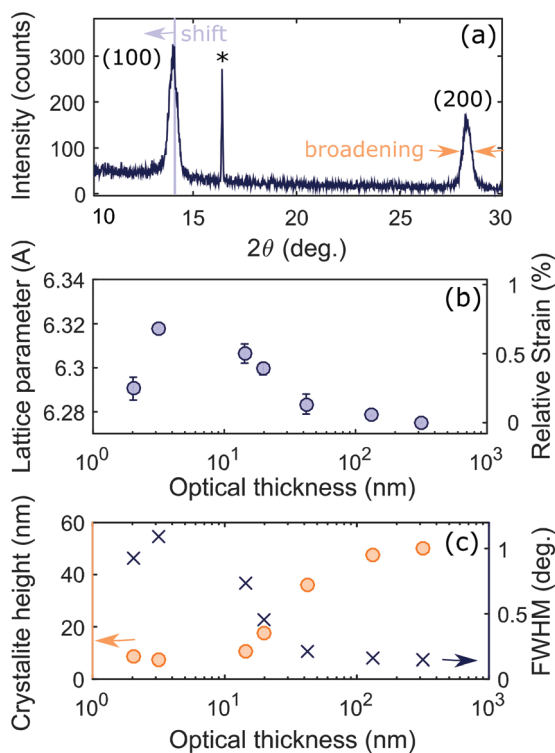 shift
(a)
(100)
*
(200)
broadening
Intensity (counts)
300
200
100
0
10
15
20
25
30
2θ (deg.)
(b)
Lattice parameter (A)
6.34
6.32
6.3
6.28
Relative Strain (%)
1
0.5
0
10⁰
10¹
10²
10³
Optical thickness (nm)
(c)
Crystalite height (nm)
60
40
20
0
FWHM (deg.)
1
0.5
0
10⁰
10¹
10²
10³
Optical thickness (nm)